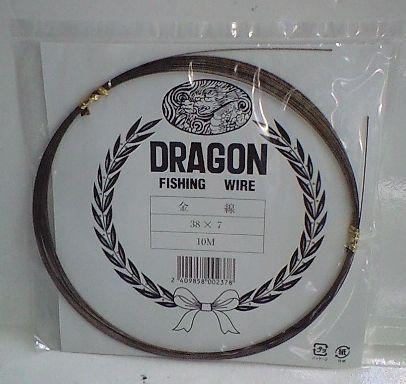 DRAGON
FISHING WIRE
金 線
38×7
10M
2 409858 002378